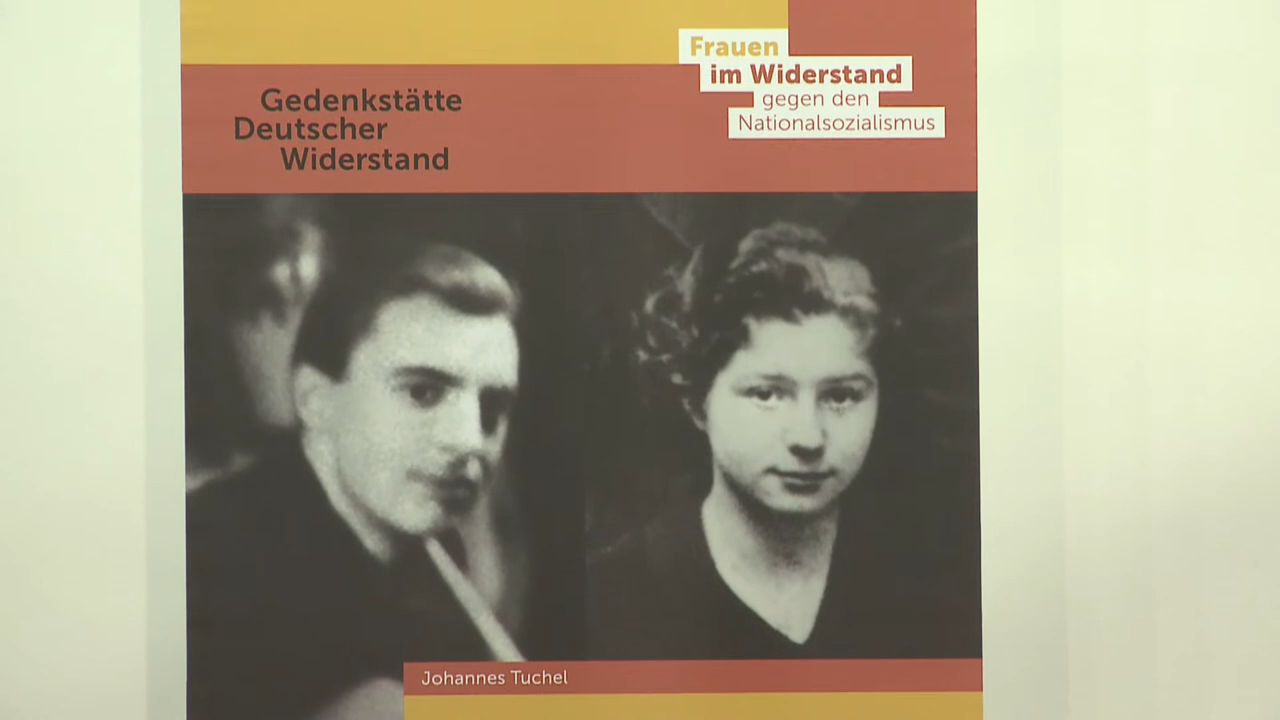 Gedenkstätte
Deutscher
Widerstand
Frauen
im Widerstand
gegen den
Nationalsozialismus
Johannes Tuchel